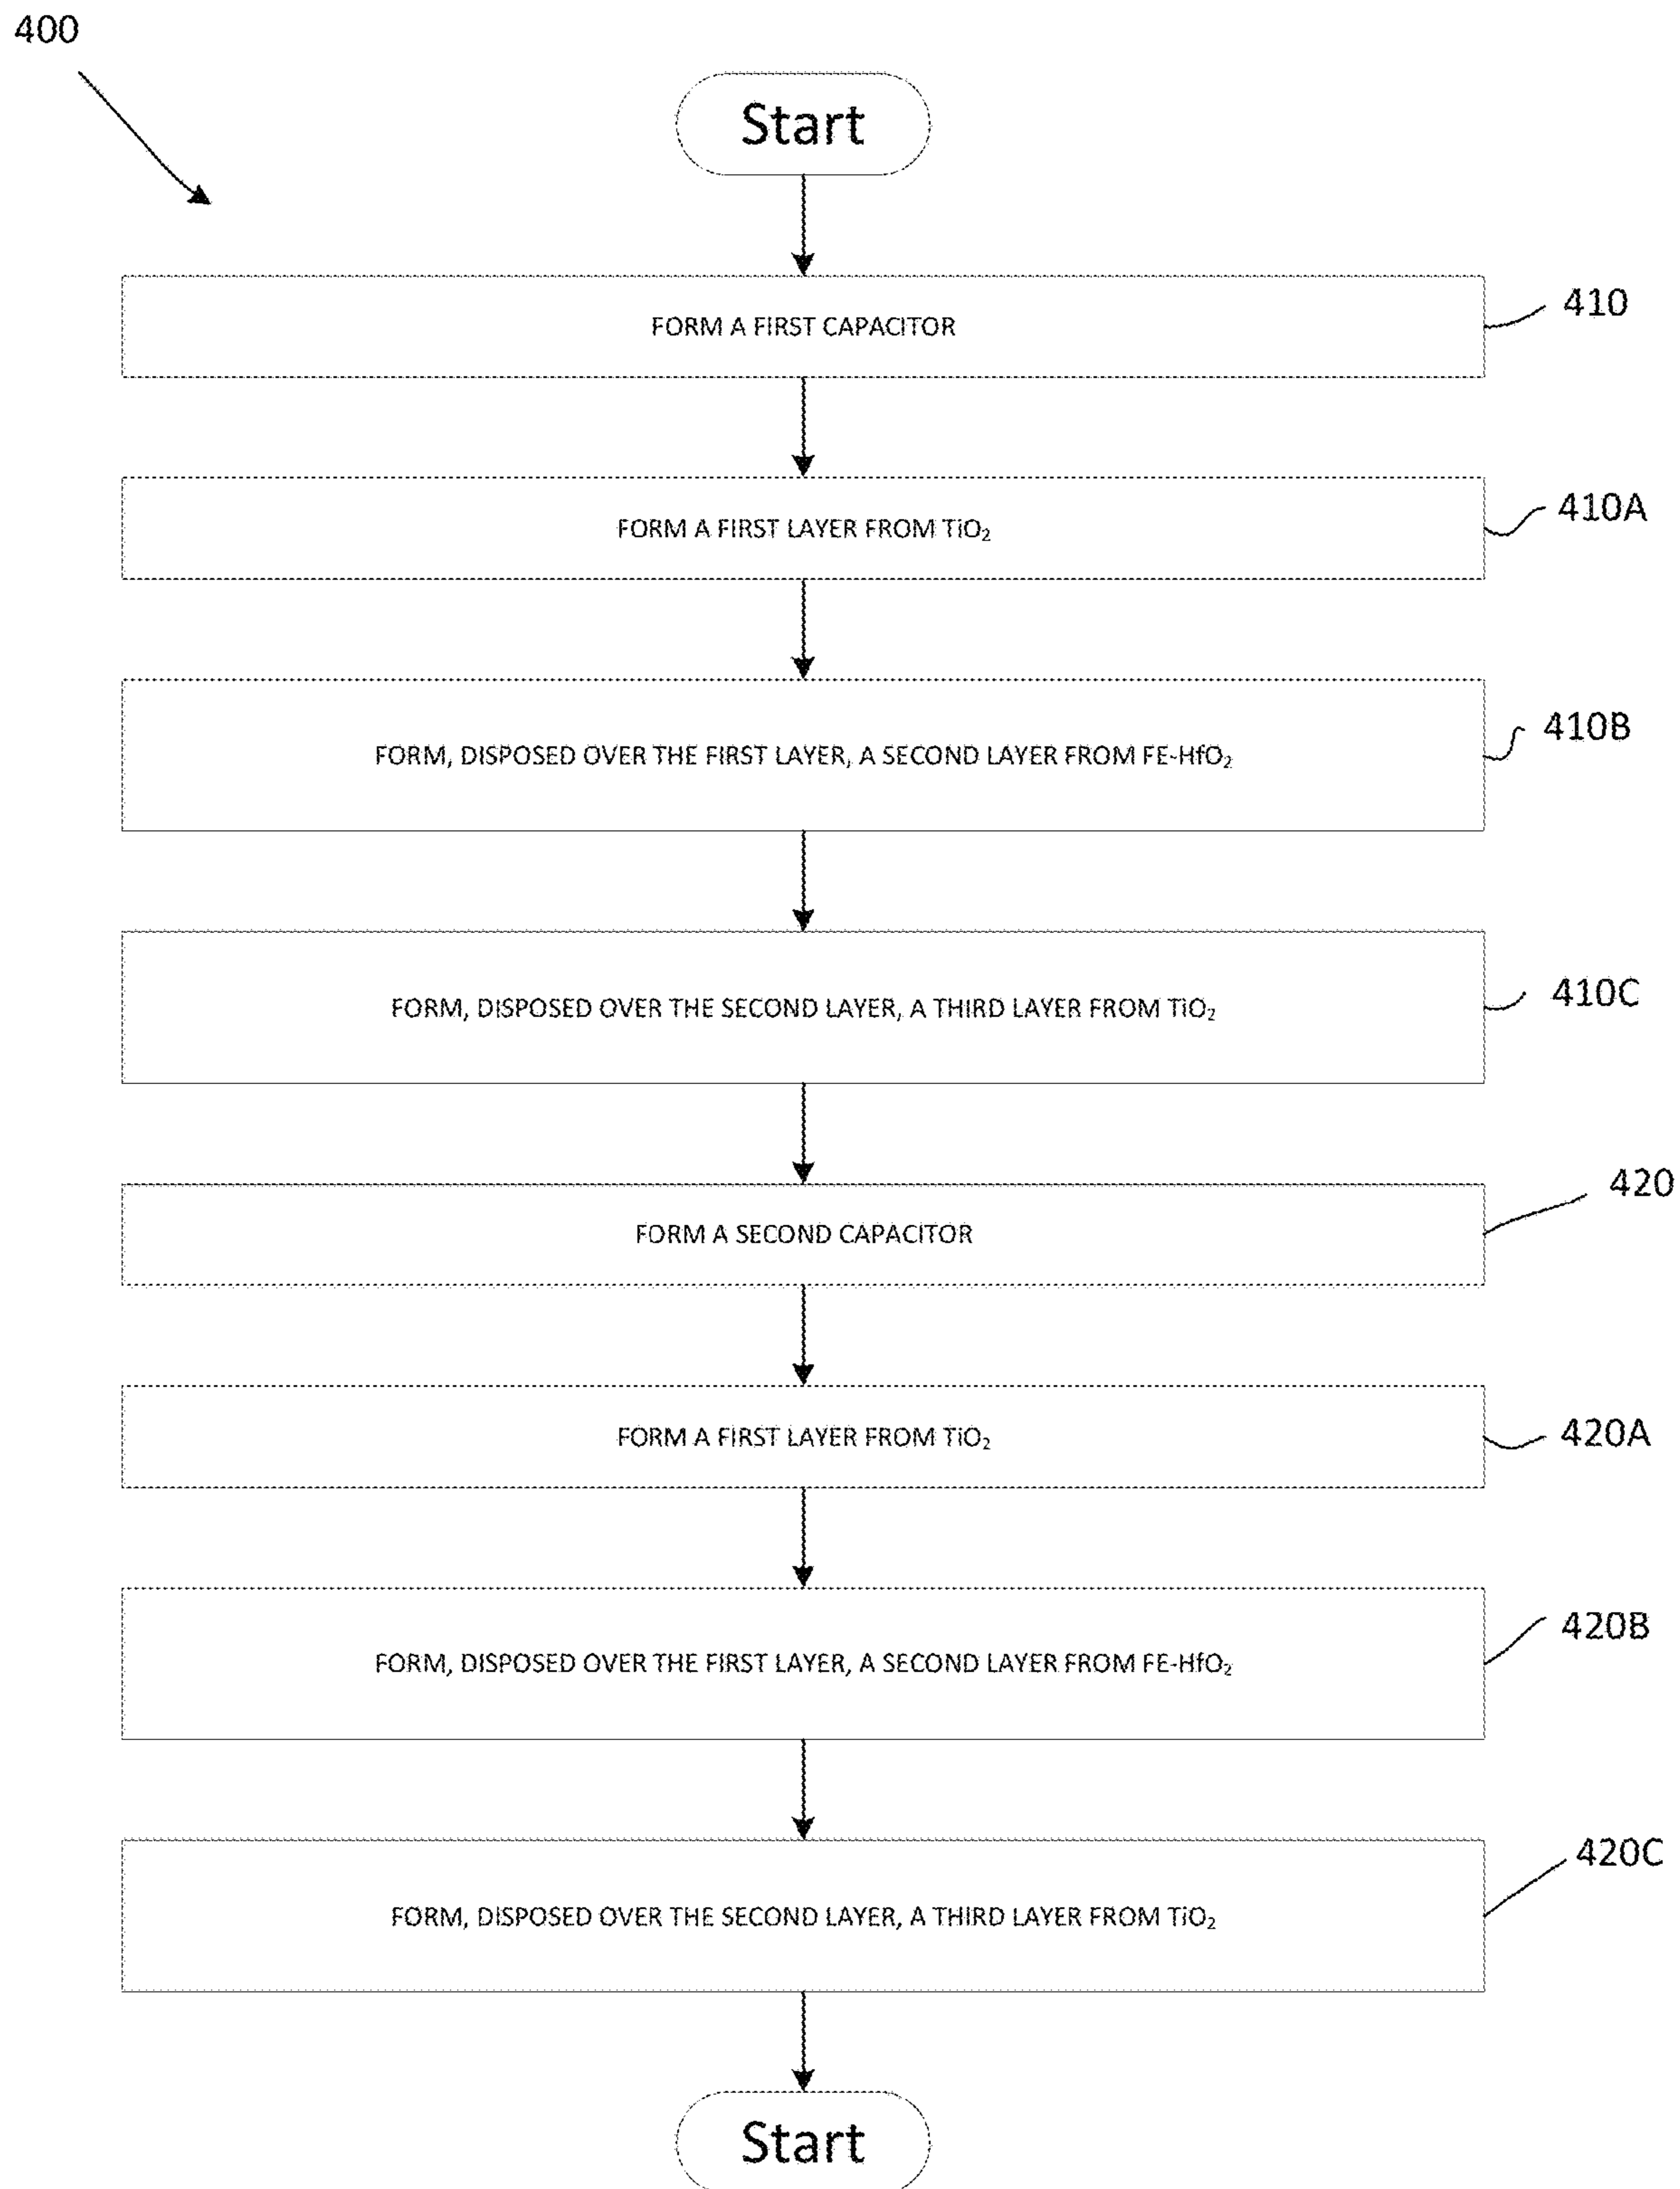 400
Start
FORM A FIRST CAPACITOR
410
FORM A FIRST LAYER FROM TiO₂
410A
FORM, DISPOSED OVER THE FIRST LAYER, A SECOND LAYER FROM FE-HfO₂
410B
FORM, DISPOSED OVER THE SECOND LAYER, A THIRD LAYER FROM TiO₂
410C
FORM A SECOND CAPACITOR
420
FORM A FIRST LAYER FROM TiO₂
420A
FORM, DISPOSED OVER THE FIRST LAYER, A SECOND LAYER FROM FE-HfO₂
420B
FORM, DISPOSED OVER THE SECOND LAYER, A THIRD LAYER FROM TiO₂
420C
Start